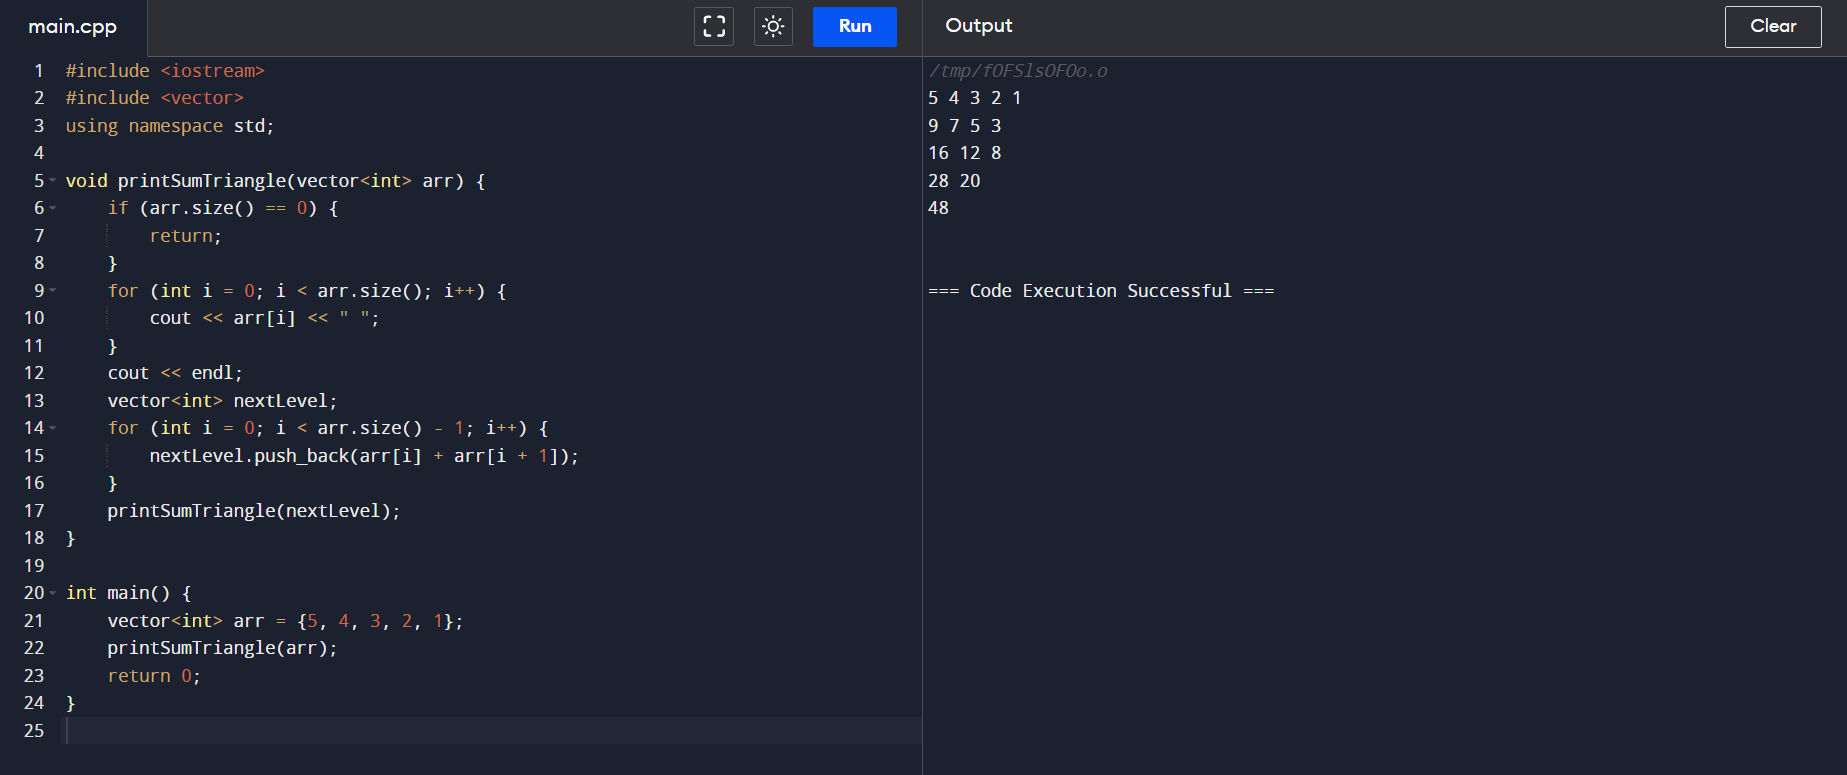 main.cpp
Run
Output
Clear
1 #include <iostream>
2 #include <vector>
3 using namespace std;
4
5 void printSumTriangle(vector<int> arr) {
6     if (arr.size() == 0) {
7         return;
8     }
9     for (int i = 0; i < arr.size(); i++) {
10         cout << arr[i] << " ";
11     }
12     cout << endl;
13     vector<int> nextLevel;
14     for (int i = 0; i < arr.size() - 1; i++) {
15         nextLevel.push_back(arr[i] + arr[i + 1]);
16     }
17     printSumTriangle(nextLevel);
18 }
19
20 int main() {
21     vector<int> arr = {5, 4, 3, 2, 1};
22     printSumTriangle(arr);
23     return 0;
24 }
25
/tmp/fOFSlsOFOo.o
5 4 3 2 1
9 7 5 3
16 12 8
28 20
48
=== Code Execution Successful ===